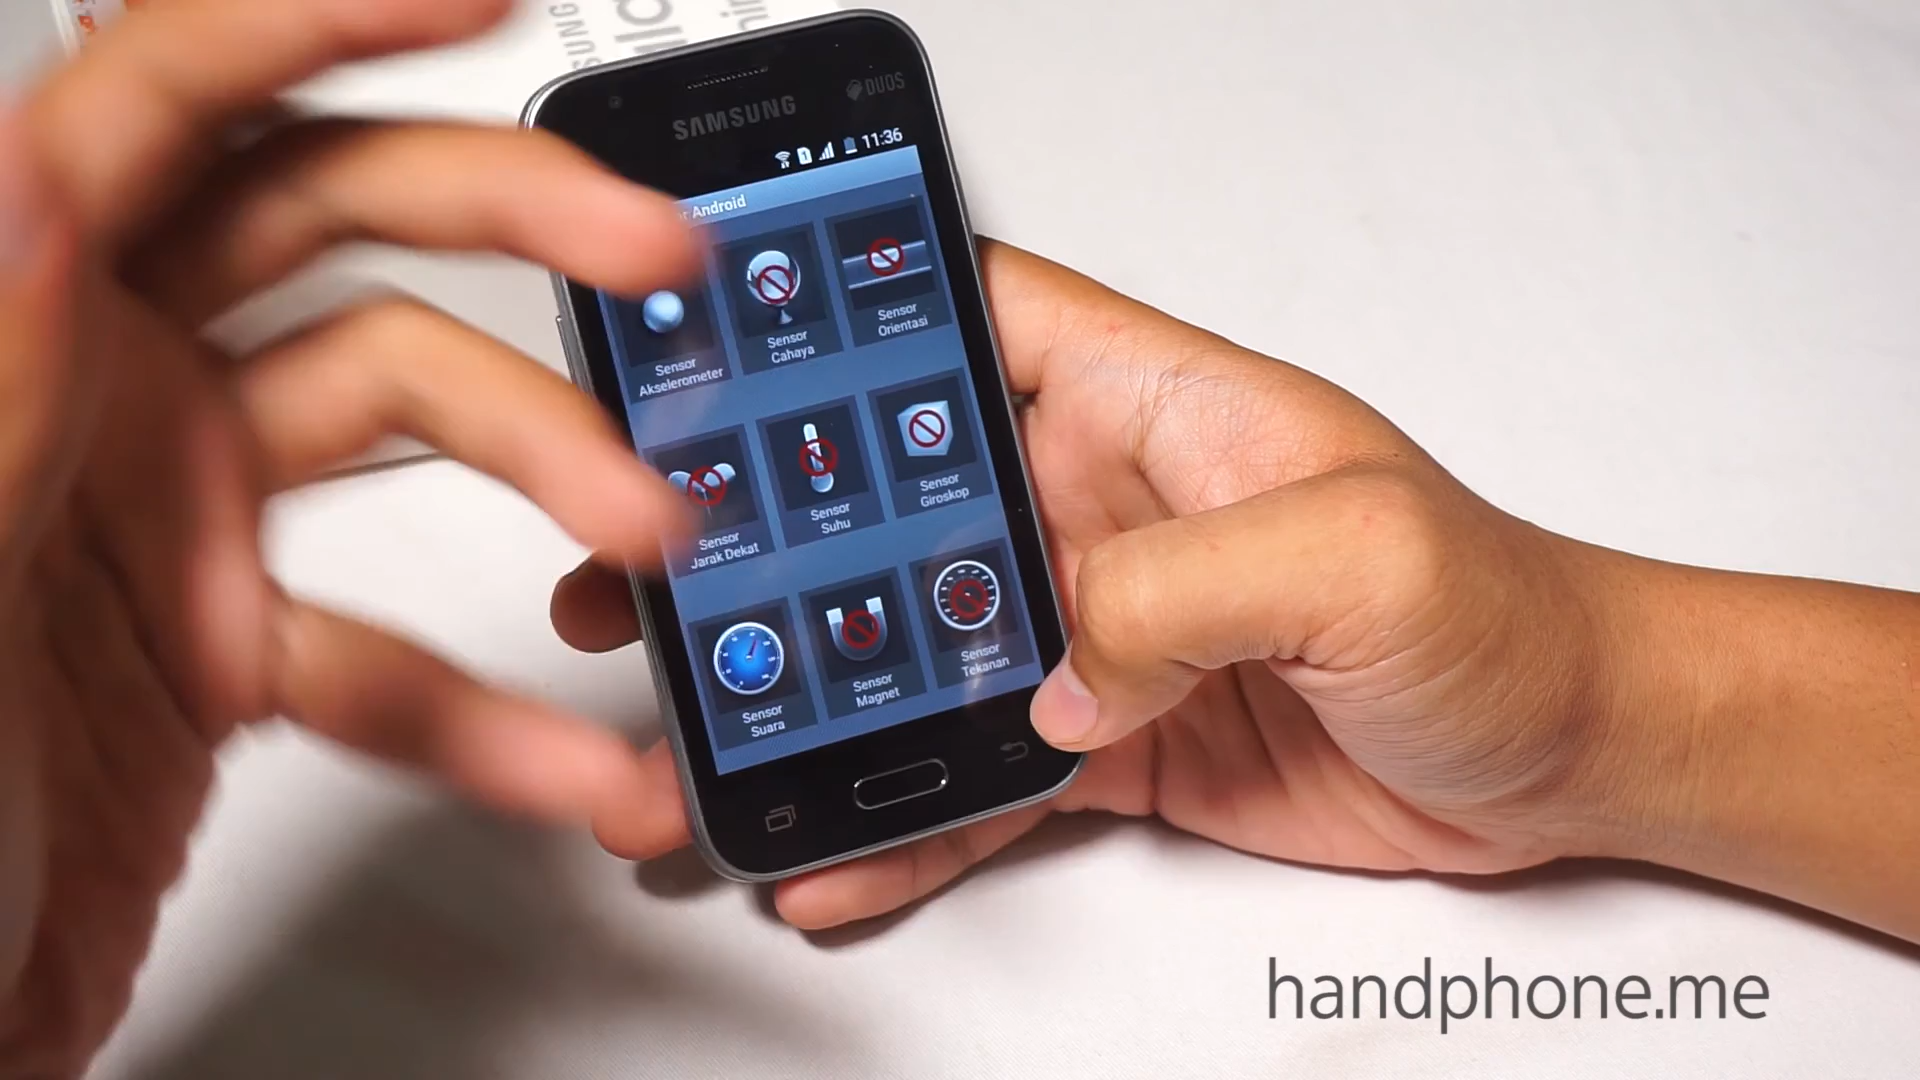 SAMSUNG
DUOS
11:36
Android
Sensor
Akselerometer
Sensor
Cahaya
Sensor
Orientasi
Sensor
Jarak Dekat
Sensor
Suhu
Sensor
Giroskop
Sensor
Suara
Sensor
Magnet
Sensor
Tekanan
handphone.me